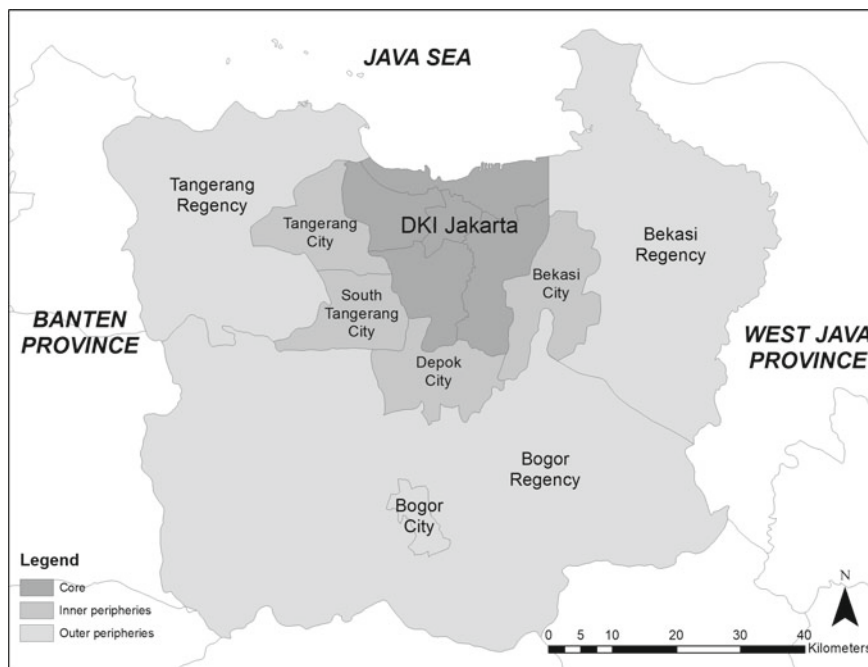 JAVA SEA
Tangerang
Regency
Tangerang
City
DKI Jakarta
Bekasi
Regency
Bekasi
City
South
Tangerang
City
BANTEN
PROVINCE
WEST JAVA
PROVINCE
Depok
City
Bogor
Regency
Bogor
City
Legend
Core
Inner peripheries
Outer peripheries
N
0 5 10 20 30 40
Kilometers